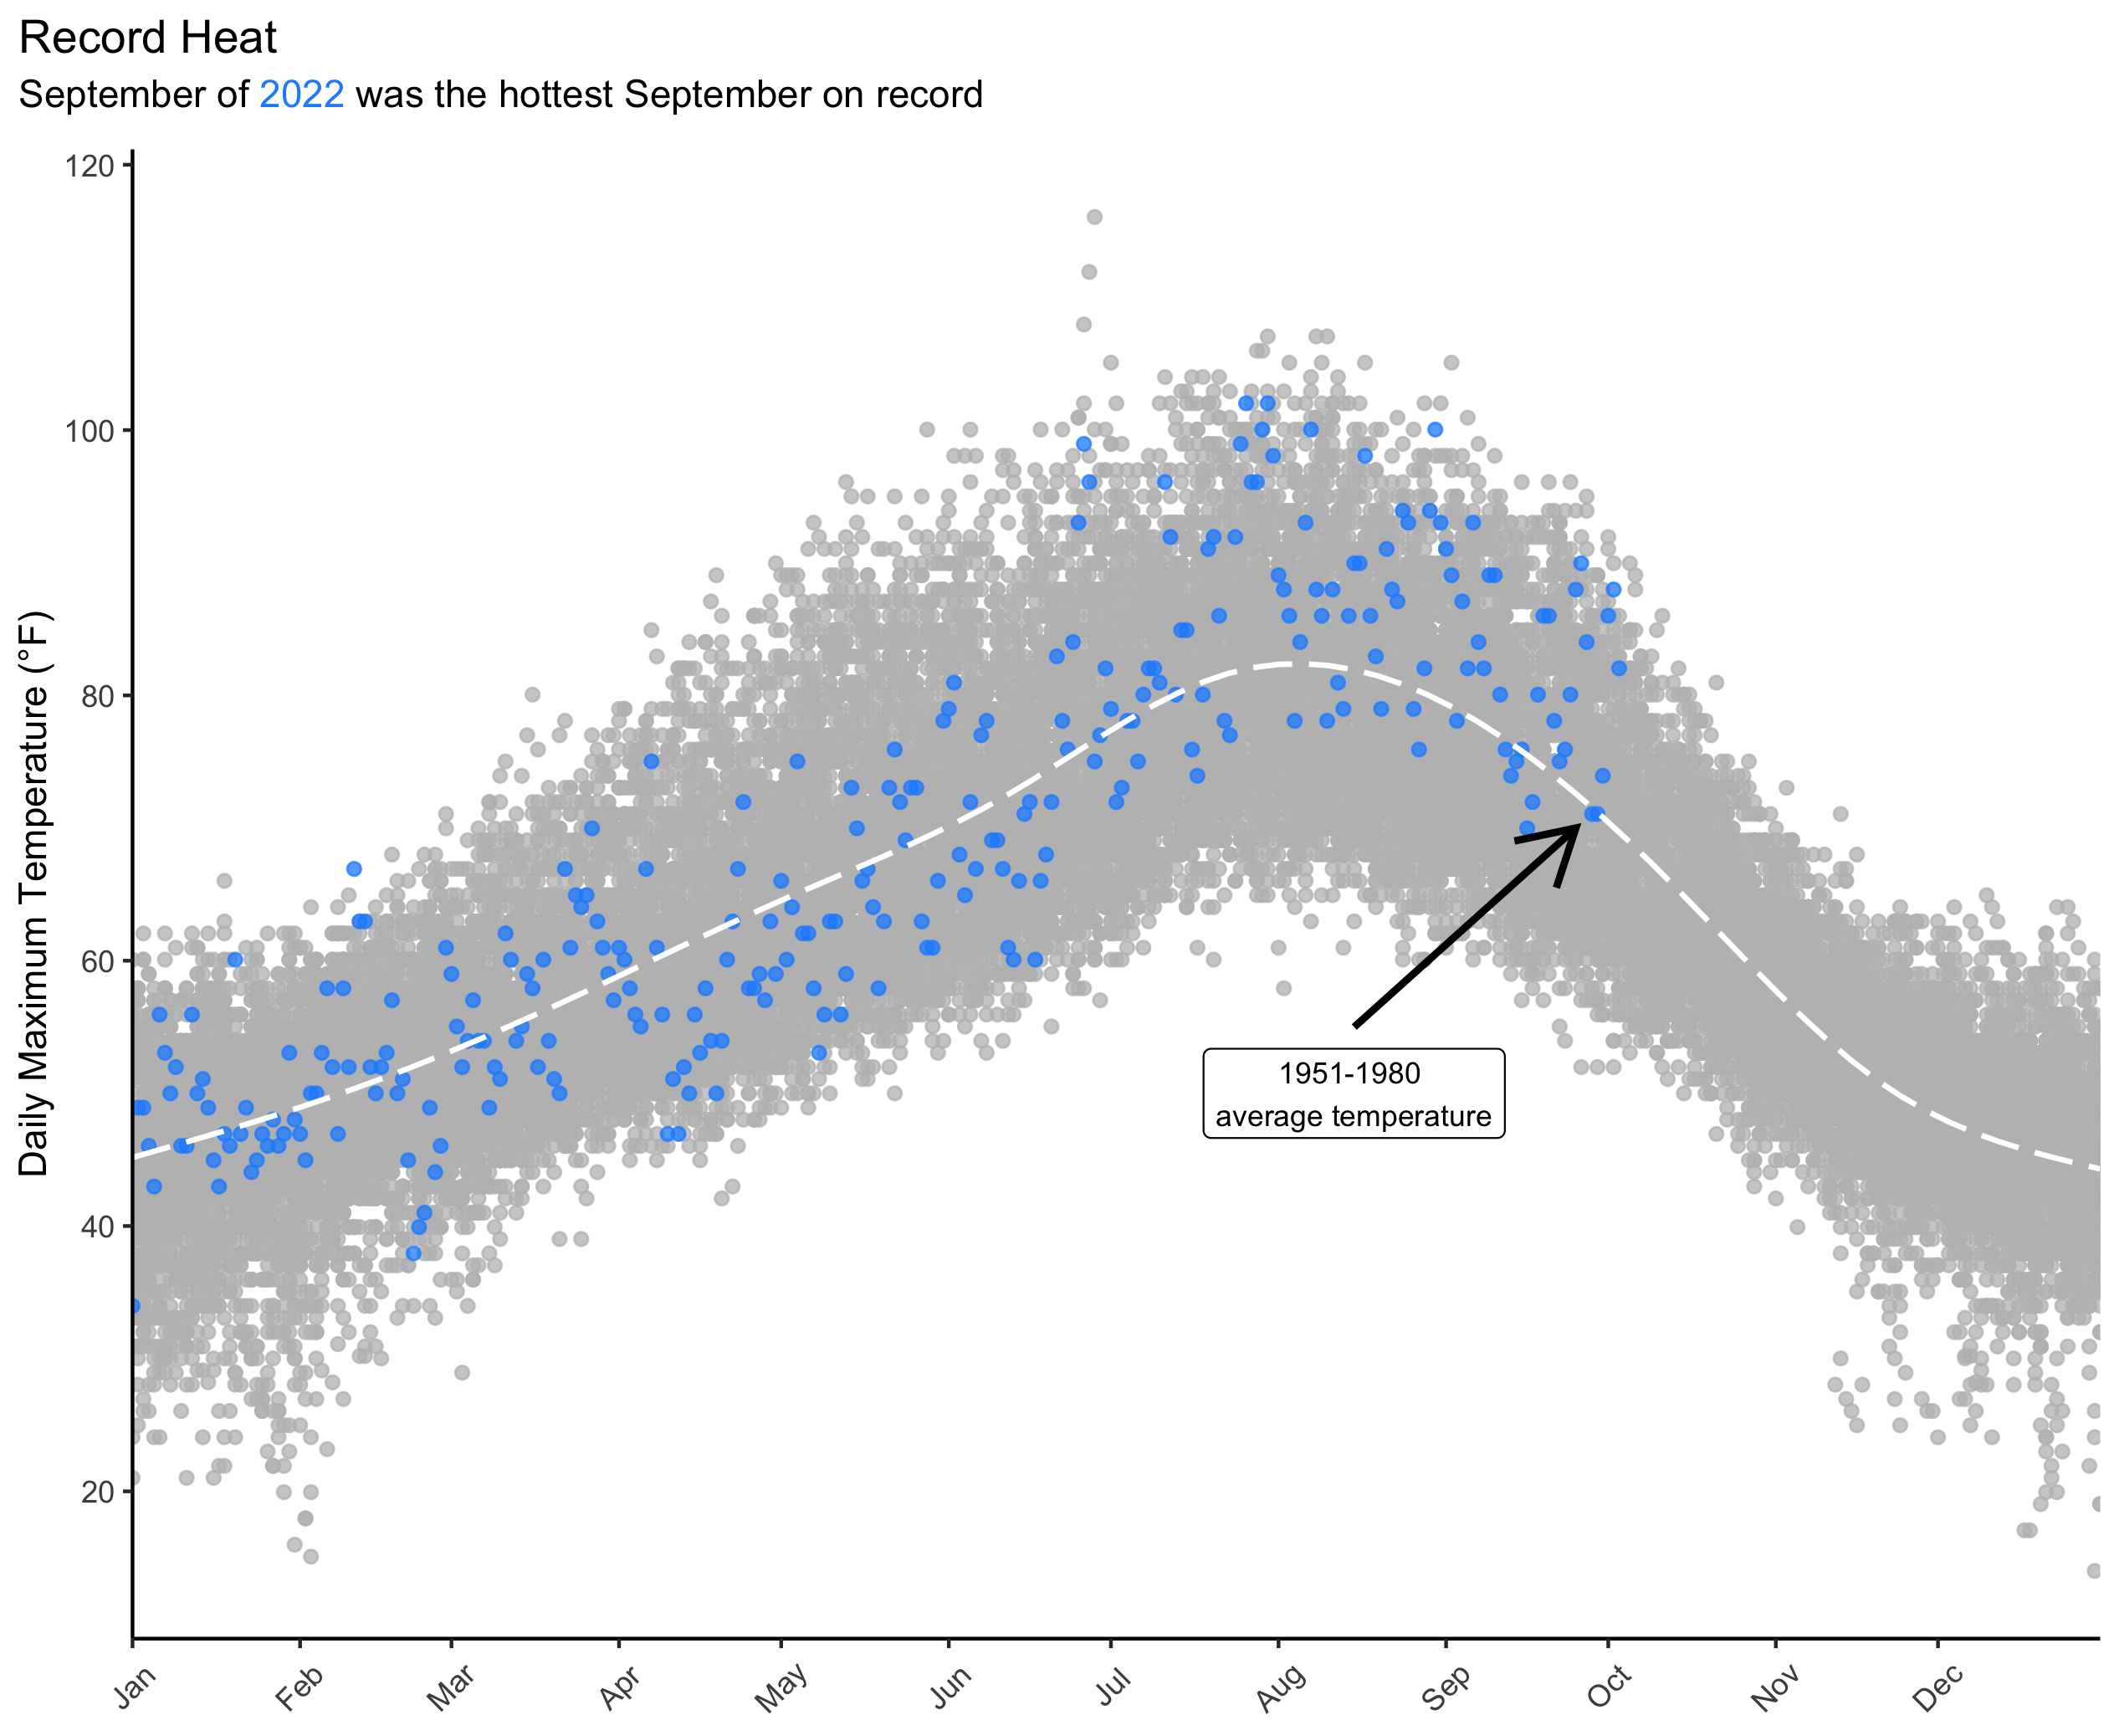 Record Heat
September of 2022 was the hottest September on record
Daily Maximum Temperature (°F)
120
100
80
60
40
20
1951-1980
average temperature
Jan
Feb
Mar
Apr
May
Jun
Jul
Aug
Sep
Oct
Nov
Dec